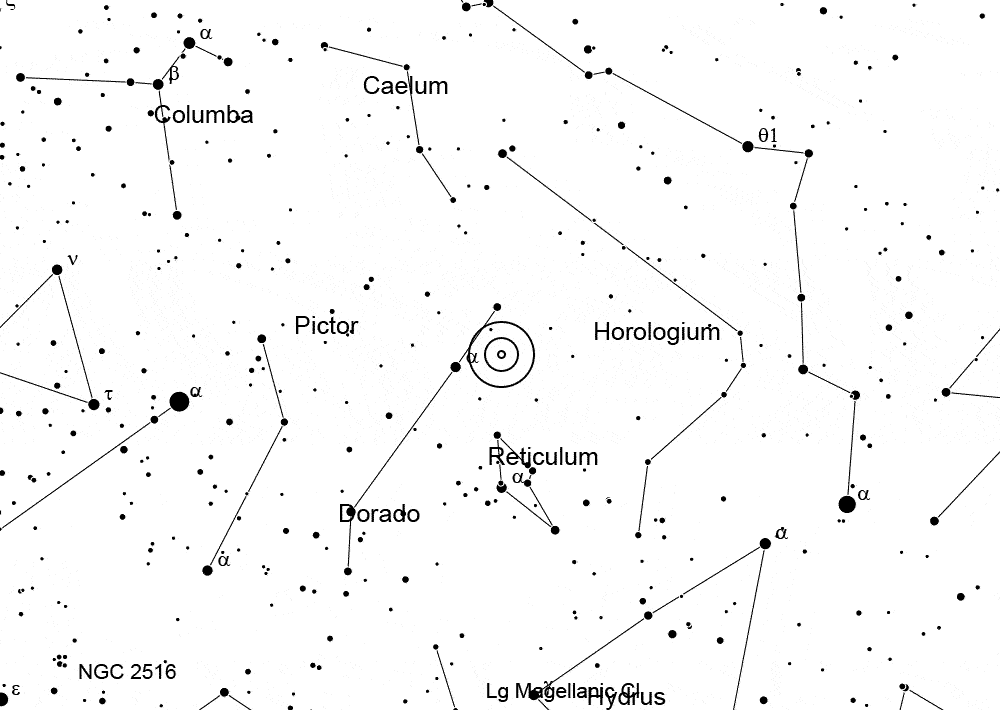 ζ
α
β
Columba
Caelum
θ1
ν
Pictor
α
Horologium
τ
α
Reticulum
α
Dorado
α
α
α
NGC 2516
ε
Lg Magellanic Cl
γ
Hydrus